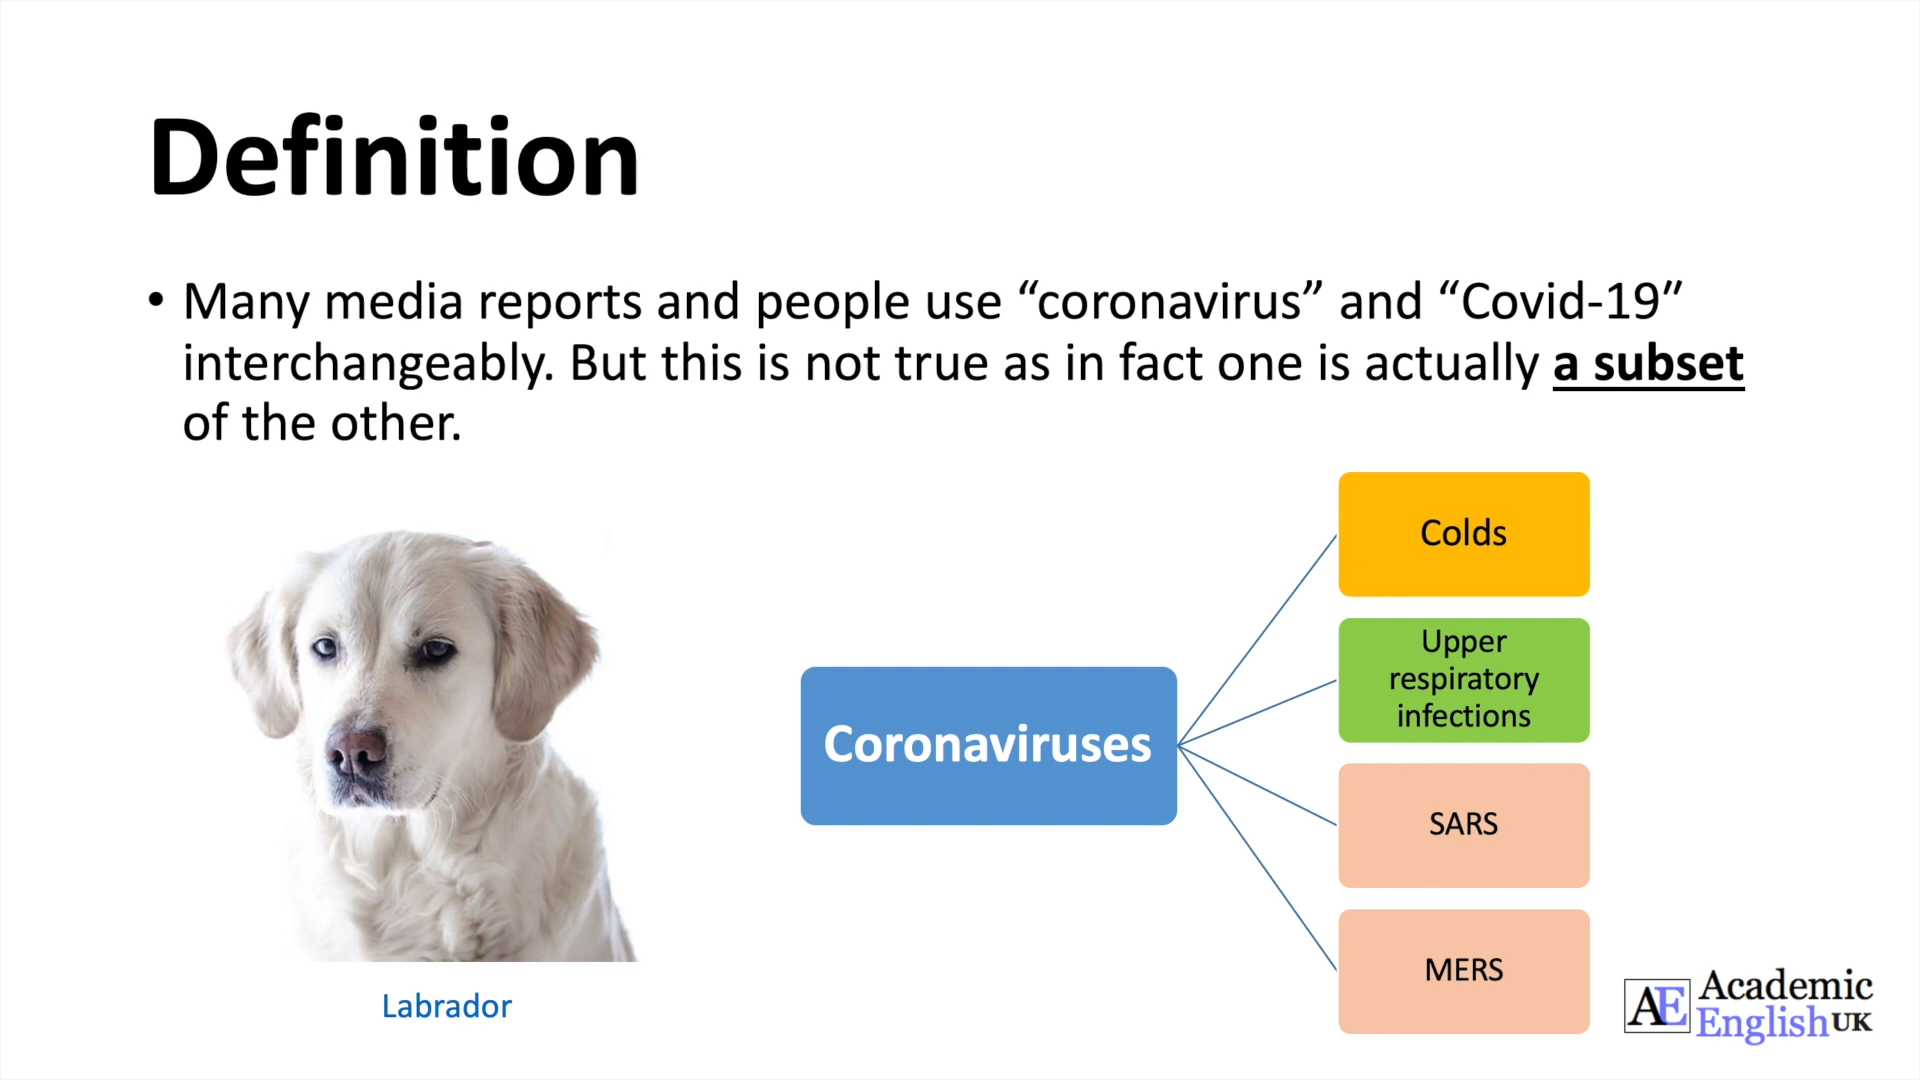 Definition
• Many media reports and people use “coronavirus” and “Covid-19”
interchangeably. But this is not true as in fact one is actually a subset
of the other.
Labrador
Coronaviruses
Colds
Upper
respiratory
infections
SARS
MERS
AE
Academic
English UK